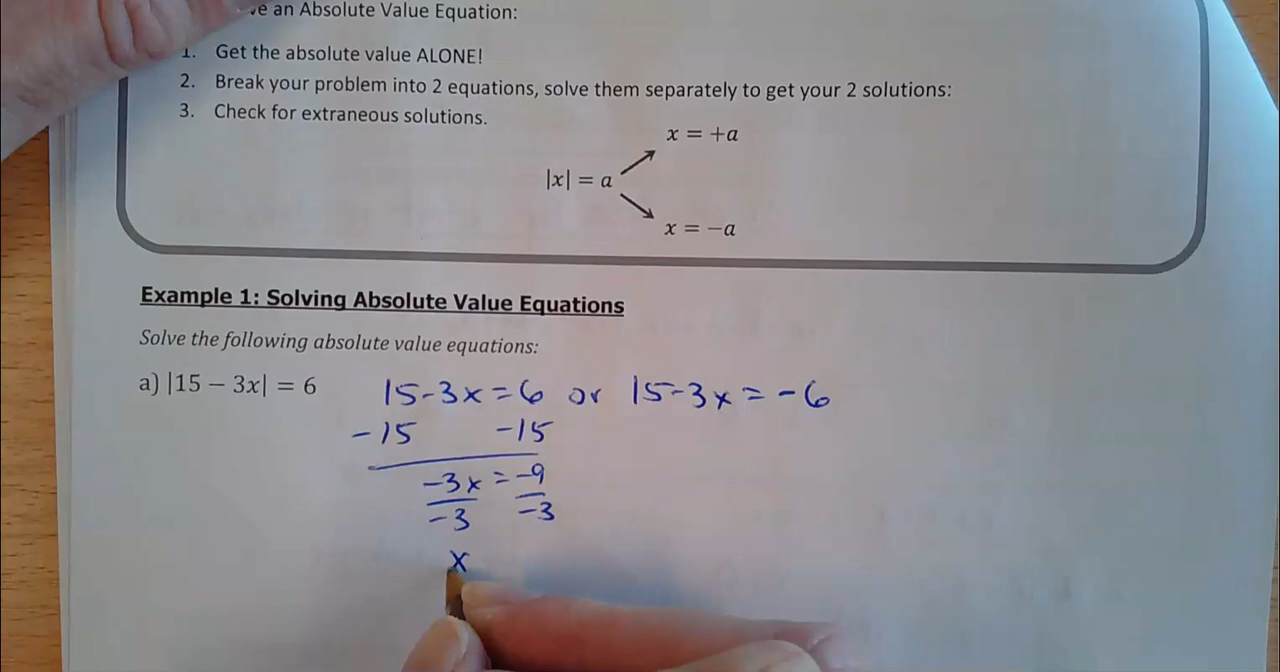 an Absolute Value Equation:
1. Get the absolute value ALONE!
2. Break your problem into 2 equations, solve them separately to get your 2 solutions:
3. Check for extraneous solutions.
x = +a
|x| = a
x = −a
Example 1: Solving Absolute Value Equations
Solve the following absolute value equations:
a) |15 − 3x| = 6 15-3x=6 or 15-3x=-6
-15 -15
-3x=-9
-3 -3
x